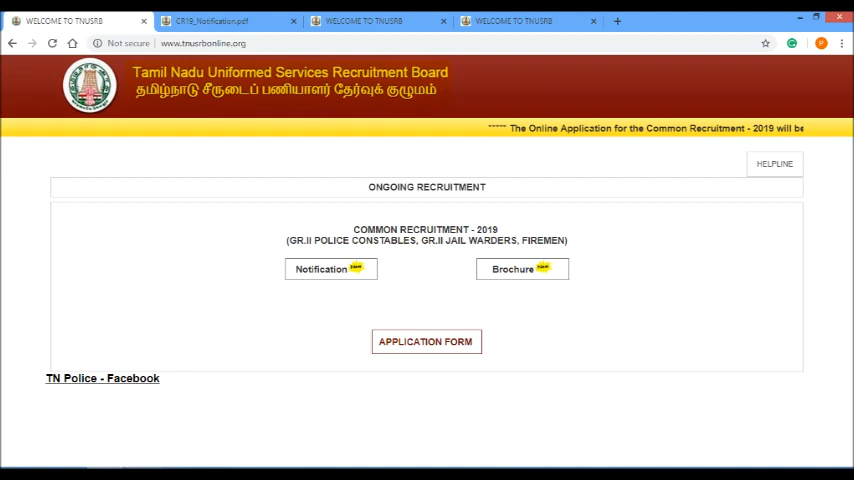 WELCOME TO TNUSRB
CR19_Notification.pdf
WELCOME TO TNUSRB
WELCOME TO TNUSRB
Not secure
www.tnusrbonline.org
P
Tamil Nadu Uniformed Services Recruitment Board
தமிழ்நாடு சீருடைப் பணியாளர் தேர்வுக் குழுமம்
***** The Online Application for the Common Recruitment - 2019 will be
HELPLINE
ONGOING RECRUITMENT
COMMON RECRUITMENT - 2019
(GR.II POLICE CONSTABLES, GR.II JAIL WARDERS, FIREMEN)
Notification
Brochure
APPLICATION FORM
TN Police - Facebook